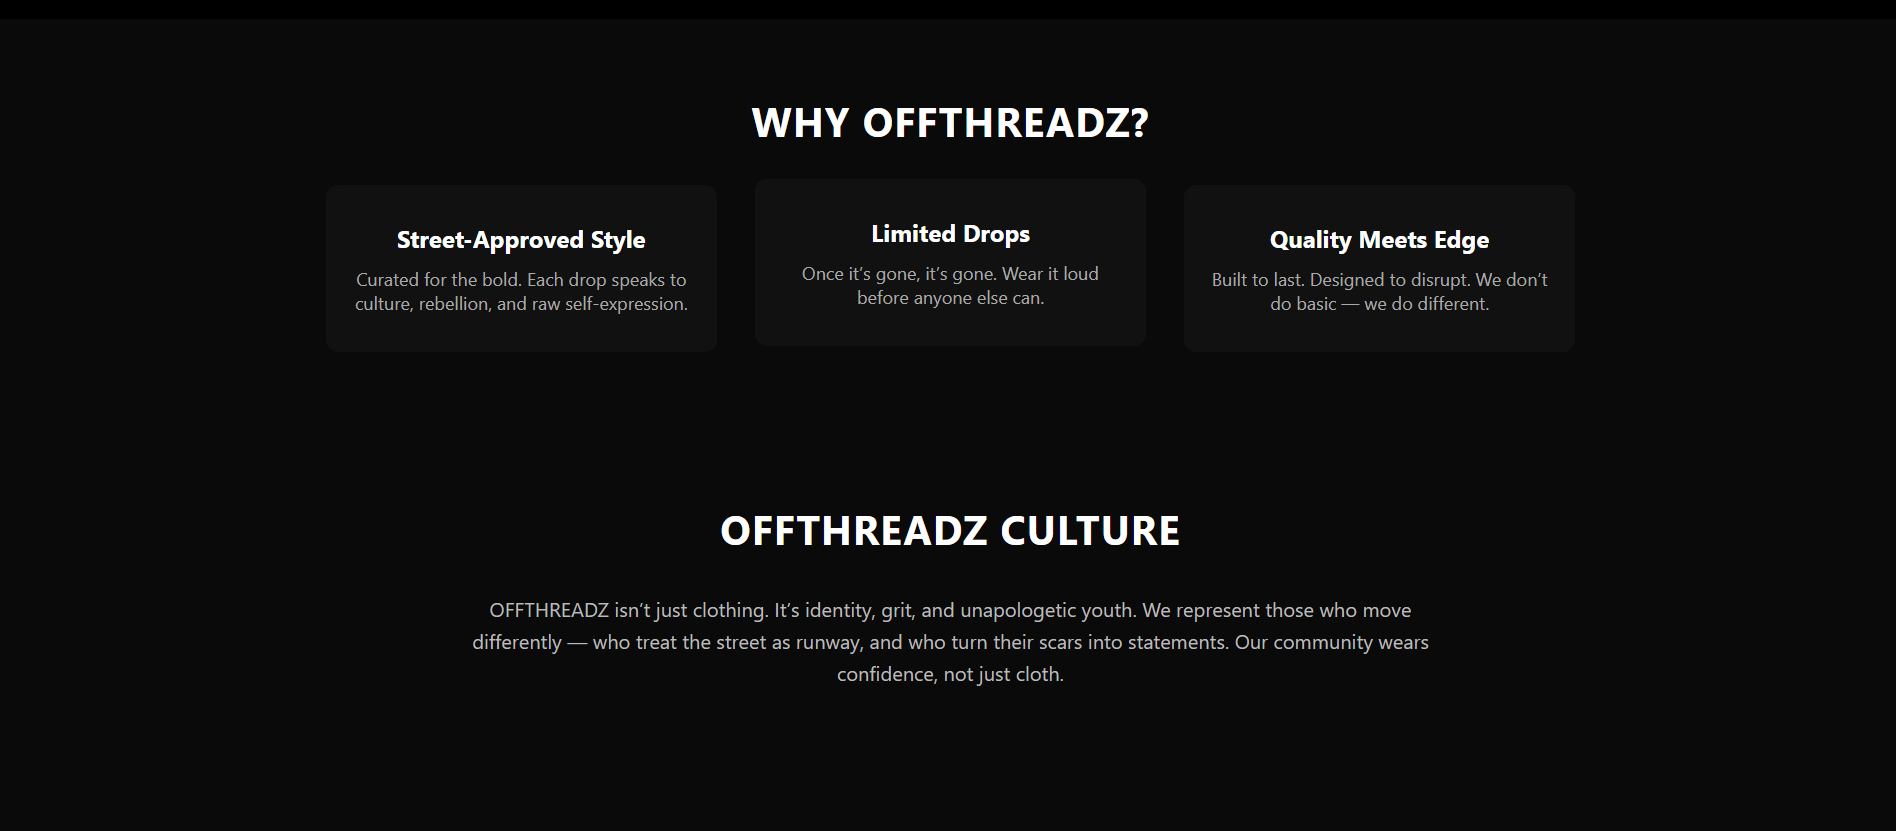 WHY OFFTHREADZ?
Street-Approved Style
Curated for the bold. Each drop speaks to
culture, rebellion, and raw self-expression.
Limited Drops
Once it’s gone, it’s gone. Wear it loud
before anyone else can.
Quality Meets Edge
Built to last. Designed to disrupt. We don’t
do basic — we do different.
OFFTHREADZ CULTURE
OFFTHREADZ isn’t just clothing. It’s identity, grit, and unapologetic youth. We represent those who move
differently — who treat the street as runway, and who turn their scars into statements. Our community wears
confidence, not just cloth.